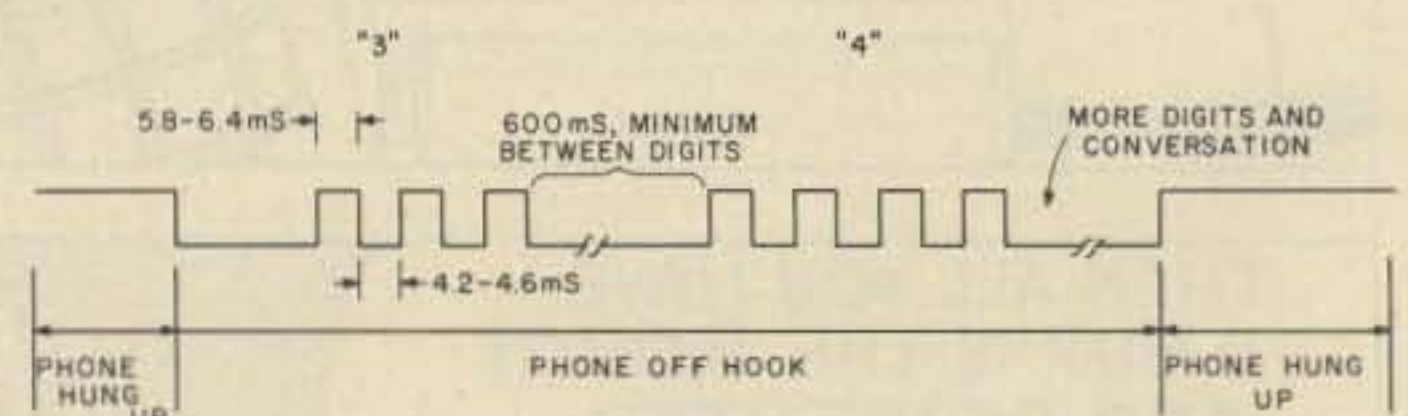 "3"
"4"
5.8-6.4mS
600mS, MINIMUM
BETWEEN DIGITS
MORE DIGITS AND
CONVERSATION
4.2-4.6mS
PHONE
HUNG
UP
PHONE OFF HOOK
PHONE HUNG
UP